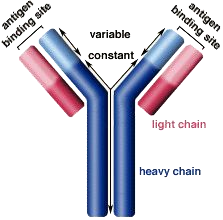 antigen
binding site
variable
constant
antigen
binding site
light chain
heavy chain